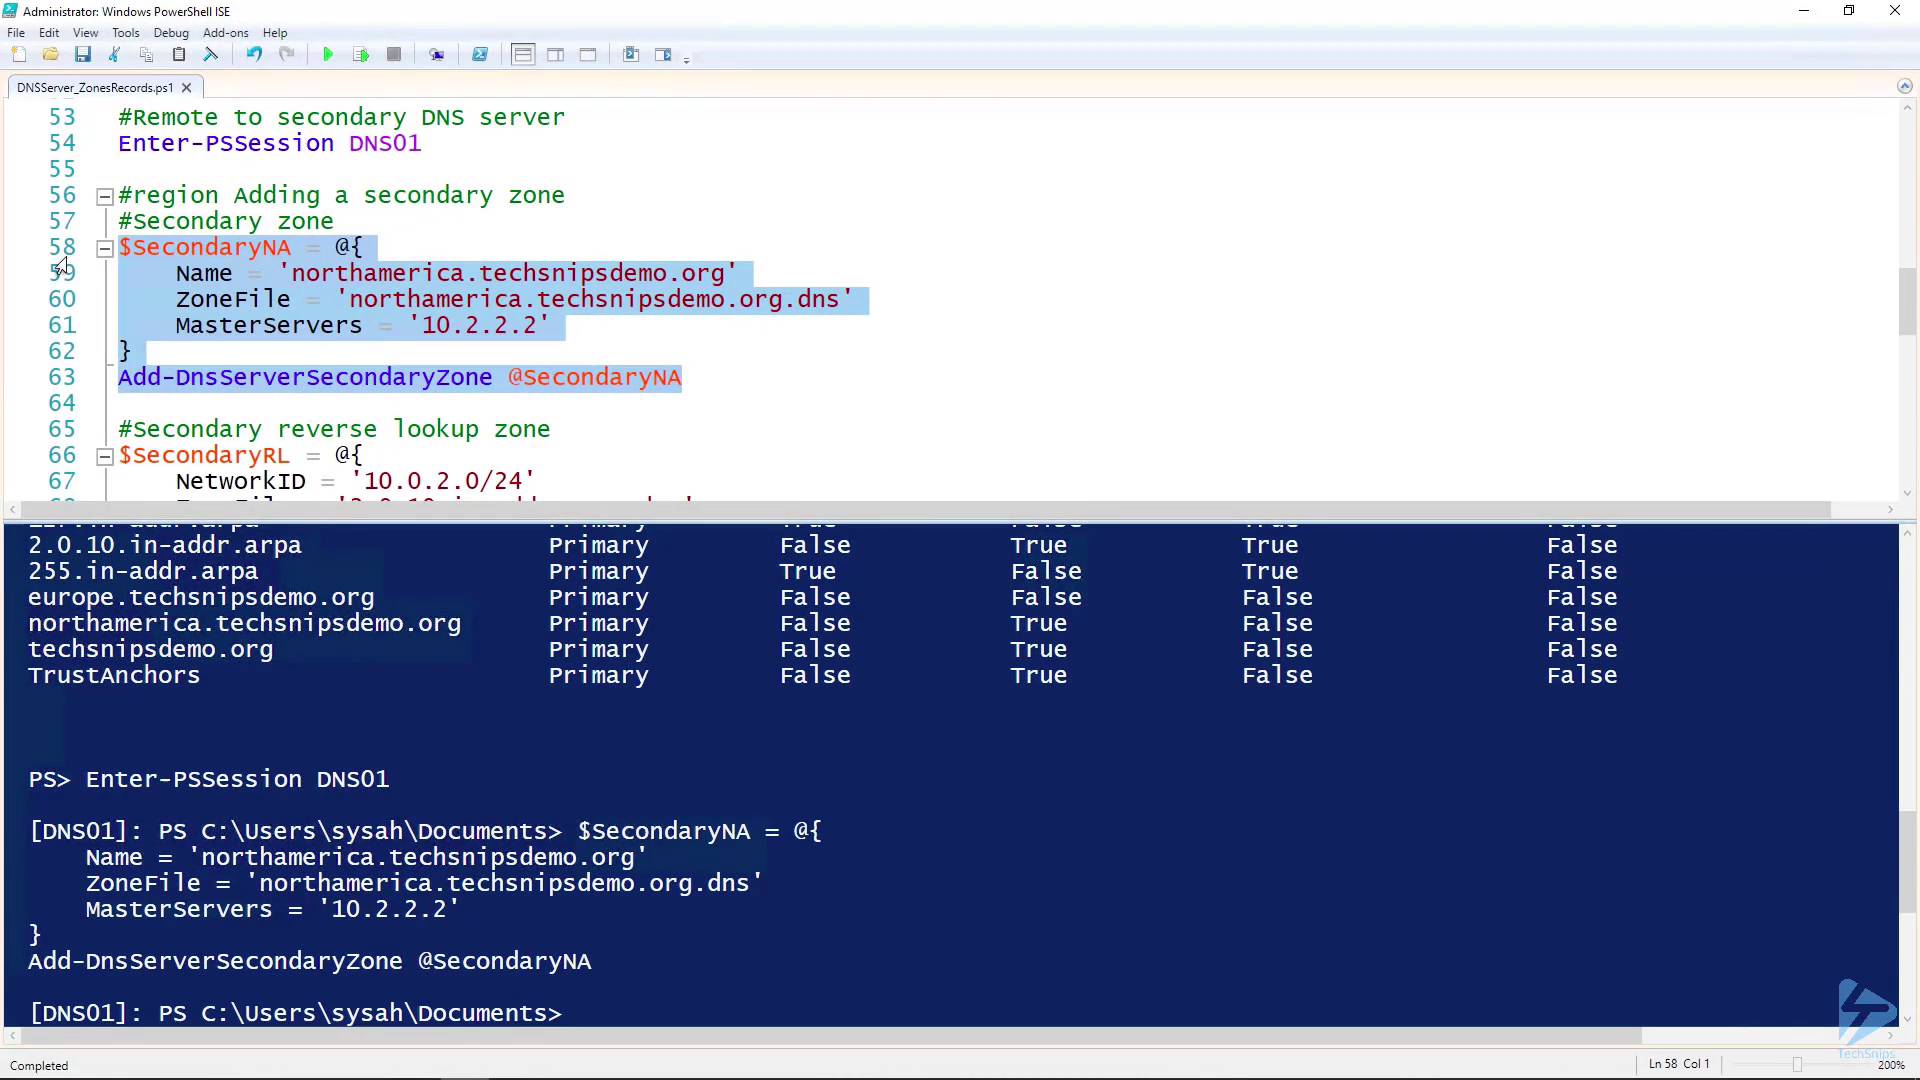 Administrator: Windows PowerShell ISE
File Edit View Tools Debug Add-ons Help
DNSServer_ZonesRecords.ps1
53 #Remote to secondary DNS server
54 Enter-PSSession DNS01
55
56 #region Adding a secondary zone
57 #Secondary zone
58 $SecondaryNA = @{
59 Name = 'northamerica.techsnipsdemo.org'
60 ZoneFile = 'northamerica.techsnipsdemo.org.dns'
61 MasterServers = '10.2.2.2'
62 }
63 Add-DnsServerSecondaryZone @SecondaryNA
64
65 #Secondary reverse lookup zone
66 $SecondaryRL = @{
67 NetworkID = '10.0.2.0/24'
2.0.10.in-addr.arpa Primary False True True False
255.in-addr.arpa Primary True False True False
europe.techsnipsdemo.org Primary False False False False
northamerica.techsnipsdemo.org Primary False True False False
techsnipsdemo.org Primary False True False False
TrustAnchors Primary False True False False
PS> Enter-PSSession DNS01
[DNS01]: PS C:\Users\sysah\Documents> $SecondaryNA = @{
Name = 'northamerica.techsnipsdemo.org'
ZoneFile = 'northamerica.techsnipsdemo.org.dns'
MasterServers = '10.2.2.2'
}
Add-DnsServerSecondaryZone @SecondaryNA
[DNS01]: PS C:\Users\sysah\Documents>
TechSnips
Completed Ln 58 Col 1 200%